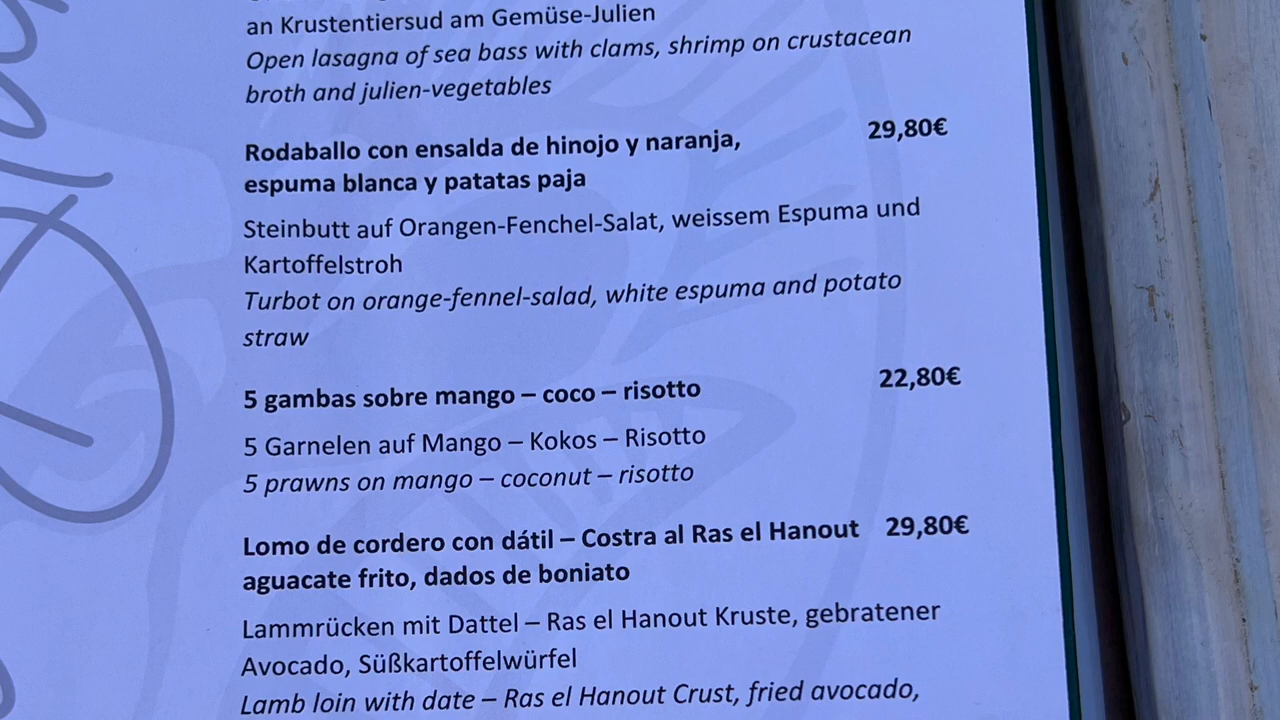 an Krustentiersud am Gemüse-Julien
Open lasagna of sea bass with clams, shrimp on crustacean
broth and julien-vegetables
Rodaballo con ensalda de hinojo y naranja, 29,80€
espuma blanca y patatas paja
Steinbutt auf Orangen-Fenchel-Salat, weissem Espuma und
Kartoffelstroh
Turbot on orange-fennel-salad, white espuma and potato
straw
5 gambas sobre mango – coco – risotto 22,80€
5 Garnelen auf Mango – Kokos – Risotto
5 prawns on mango – coconut – risotto
Lomo de cordero con dátil – Costra al Ras el Hanout 29,80€
aguacate frito, dados de boniato
Lammrücken mit Dattel – Ras el Hanout Kruste, gebratener
Avocado, Süßkartoffelwürfel
Lamb loin with date – Ras el Hanout Crust, fried avocado,